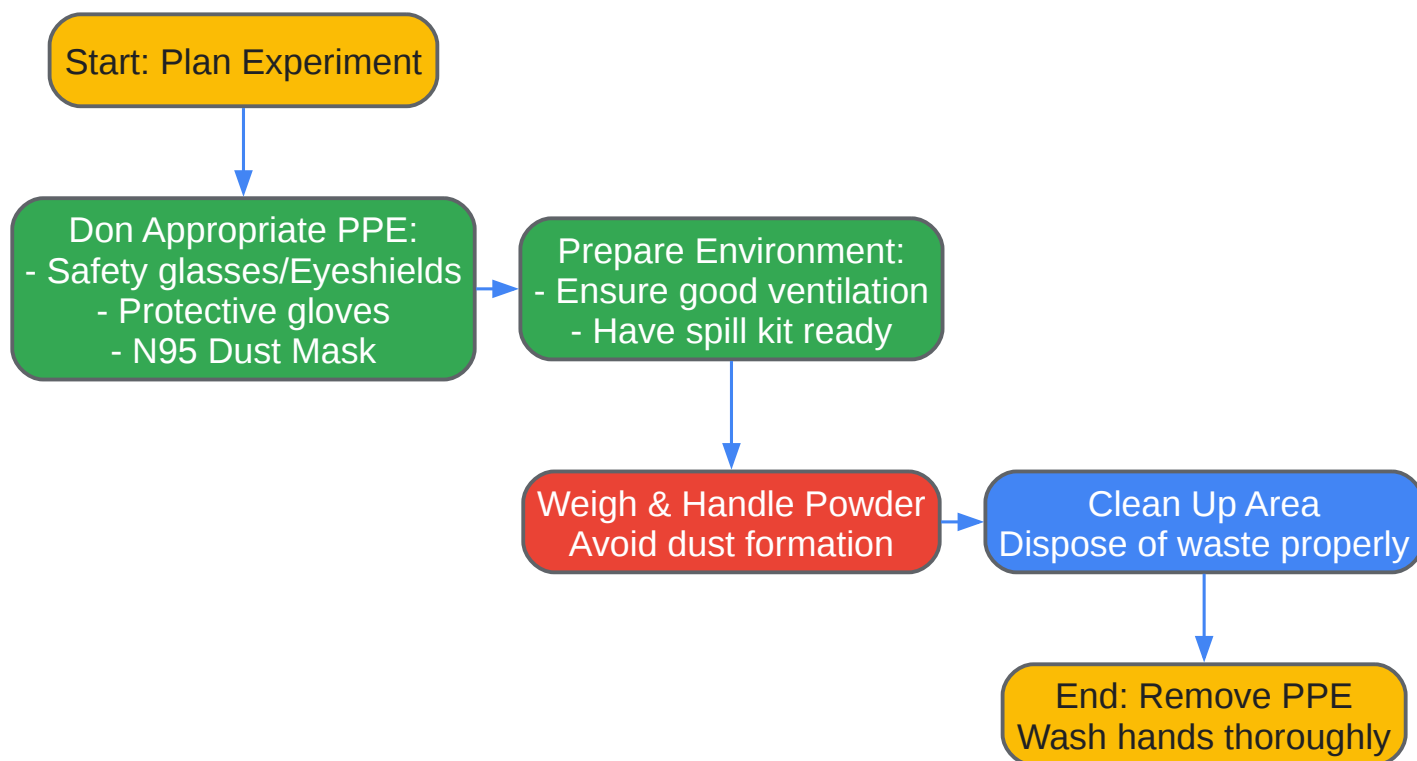 Start: Plan Experiment
Don Appropriate PPE:
- Safety glasses/Eyeshields
- Protective gloves
- N95 Dust Mask
Prepare Environment:
- Ensure good ventilation
- Have spill kit ready
Weigh & Handle Powder
Avoid dust formation
Clean Up Area
Dispose of waste properly
End: Remove PPE
Wash hands thoroughly